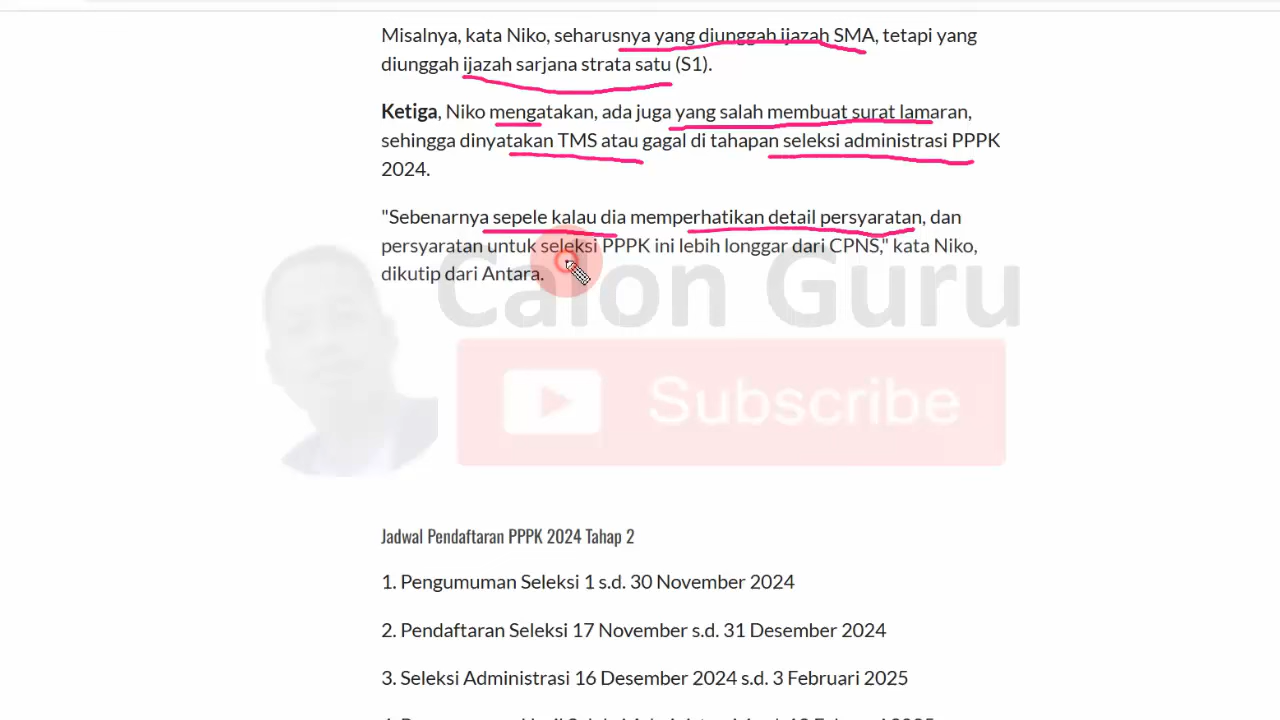 Misalnya, kata Niko, seharusnya yang diunggah ijazah SMA, tetapi yang
diunggah ijazah sarjana strata satu (S1).
Ketiga, Niko mengatakan, ada juga yang salah membuat surat lamaran,
sehingga dinyatakan TMS atau gagal di tahapan seleksi administrasi PPPK
2024.
"Sebenarnya sepele kalau dia memperhatikan detail persyaratan, dan
persyaratan untuk seleksi PPPK ini lebih longgar dari CPNS," kata Niko,
dikutip dari Antara.
Calon Guru
Subscribe
Jadwal Pendaftaran PPPK 2024 Tahap 2
1. Pengumuman Seleksi 1 s.d. 30 November 2024
2. Pendaftaran Seleksi 17 November s.d. 31 Desember 2024
3. Seleksi Administrasi 16 Desember 2024 s.d. 3 Februari 2025